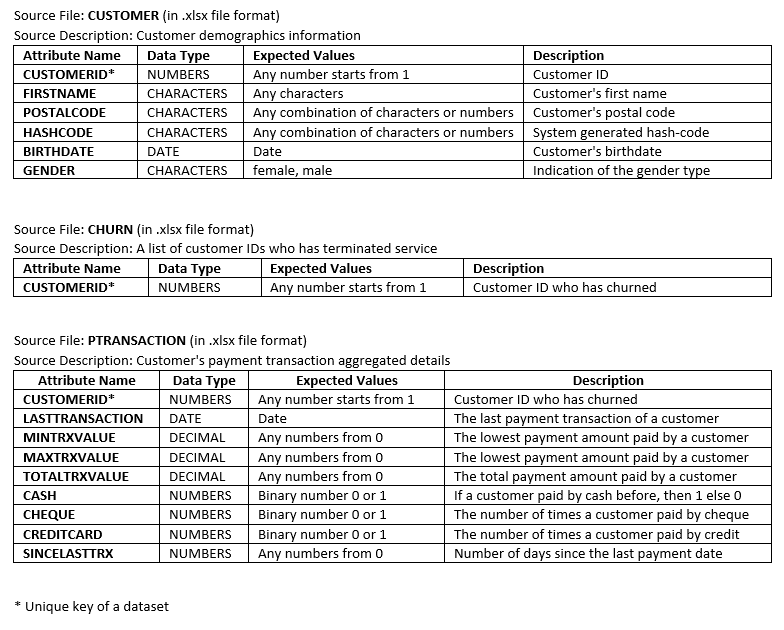 Source File: CUSTOMER (in .xlsx file format)
Source Description: Customer demographics information
Attribute Name Data Type Expected Values Description
CUSTOMERID* NUMBERS Any number starts from 1 Customer ID
FIRSTNAME CHARACTERS Any characters Customer's first name
POSTALCODE CHARACTERS Any combination of characters or numbers Customer's postal code
HASHCODE CHARACTERS Any combination of characters or numbers System generated hash-code
BIRTHDATE DATE Date Customer's birthdate
GENDER CHARACTERS female, male Indication of the gender type
Source File: CHURN (in .xlsx file format)
Source Description: A list of customer IDs who has terminated service
Attribute Name Data Type Expected Values Description
CUSTOMERID* NUMBERS Any number starts from 1 Customer ID who has churned
Source File: PTRANSACTION (in .xlsx file format)
Source Description: Customer's payment transaction aggregated details
Attribute Name Data Type Expected Values Description
CUSTOMERID* NUMBERS Any number starts from 1 Customer ID who has churned
LASTTRANSACTION DATE Date The last payment transaction of a customer
MINTRXVALUE DECIMAL Any numbers from 0 The lowest payment amount paid by a customer
MAXTRXVALUE DECIMAL Any numbers from 0 The lowest payment amount paid by a customer
TOTALTRXVALUE DECIMAL Any numbers from 0 The total payment amount paid by a customer
CASH NUMBERS Binary number 0 or 1 If a customer paid by cash before, then 1 else 0
CHEQUE NUMBERS Binary number 0 or 1 The number of times a customer paid by cheque
CREDITCARD NUMBERS Binary number 0 or 1 The number of times a customer paid by credit
SINCELASTTRX NUMBERS Any numbers from 0 Number of days since the last payment date
* Unique key of a dataset